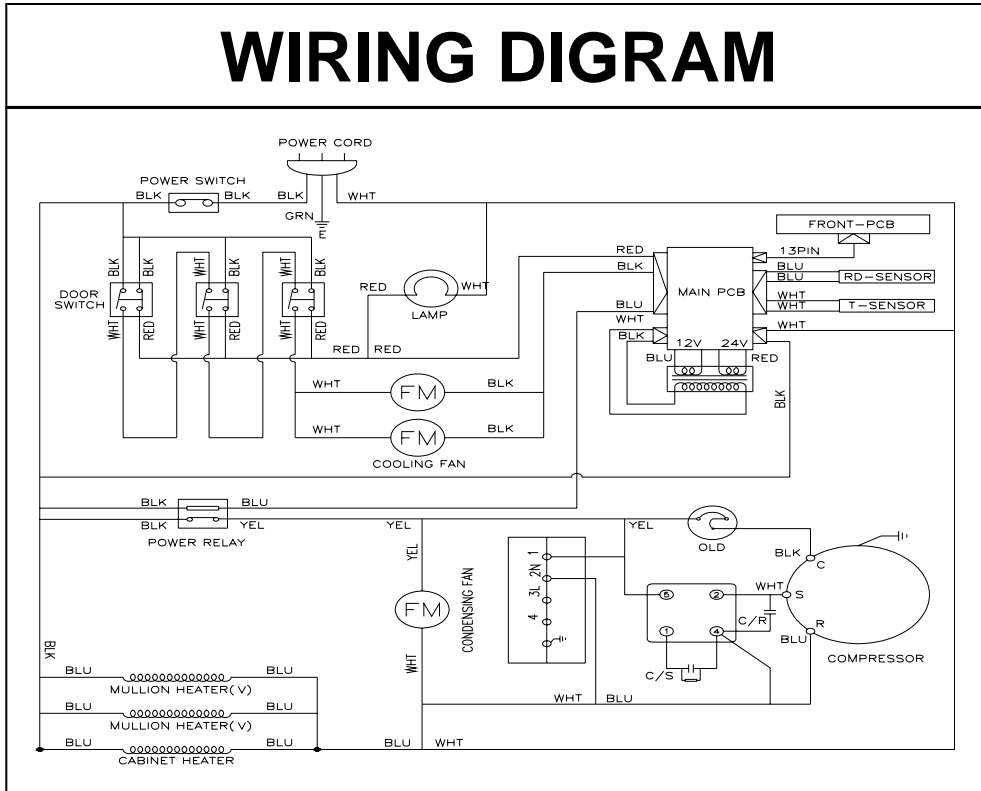 WIRING DIGRAM
POWER CORD
POWER SWITCH
BLK BLK BLK WHT
GRN
E
FRONT-PCB
13PIN
RED
BLK
BLU
BLU
RD-SENSOR
BLK BLK WHT BLK WHT BLK
DOOR
SWITCH
RED WHT
LAMP
MAIN PCB
WHT
WHT
T-SENSOR
BLU
WHT
BLK
WHT
WHT RED WHT RED WHT RED
12V 24V
RED RED
BLU RED
WHT FM BLK
BLK
WHT FM BLK
COOLING FAN
BLK BLU
BLK YEL YEL YEL
POWER RELAY
OLD
YEL
CONDENSING FAN
1
2N
3L
4
BLK C
WHT S
R
BLU
5 2
1 4
C/R
C/S
FM
WHT
COMPRESSOR
BLK
BLU BLU
MULLION HEATER(V)
WHT BLU
BLU BLU
MULLION HEATER(V)
BLU BLU BLU WHT
CABINET HEATER